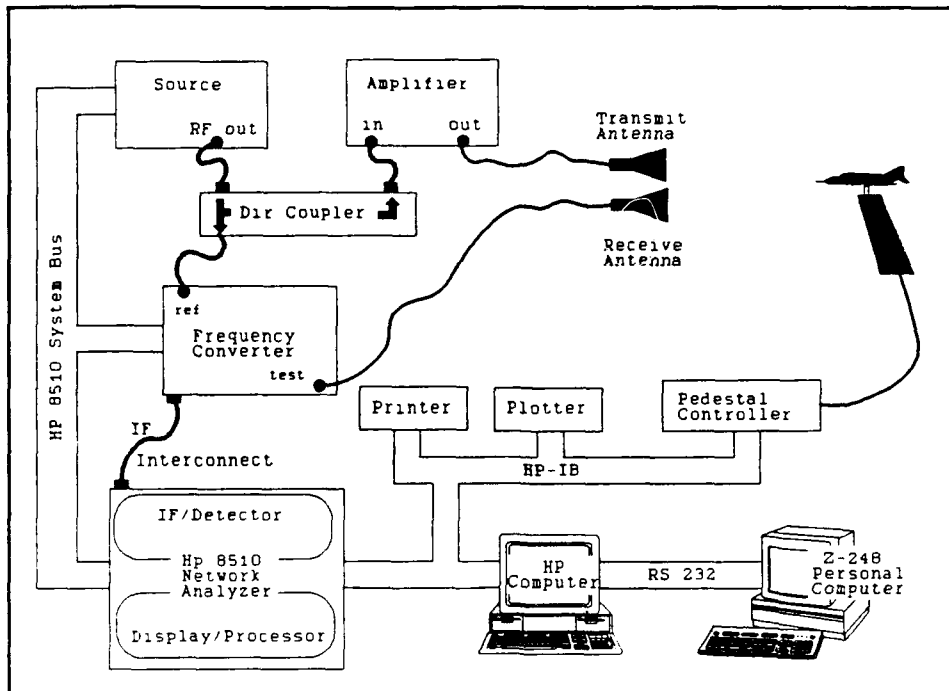 Source
RF out
Amplifier
in
out
Transmit
Antenna
Dir Coupler
Receive
Antenna
HP 8510 System Bus
ref
Frequency
Converter
test
Printer
Plotter
Pedestal
Controller
IF
Interconnect
HP-IB
IF/Detector
Hp 8510
Network
Analyzer
Display/Processor
HP
Computer
RS 232
Z-248
Personal
Computer